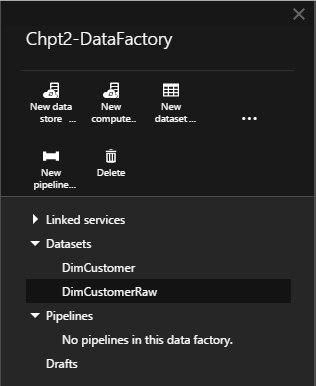 Chpt2-DataFactory
New data
store ...
New
compute..
New
dataset ...
...
New
pipeline...
Delete
Linked services
Datasets
DimCustomer
DimCustomerRaw
Pipelines
No pipelines in this data factory.
Drafts